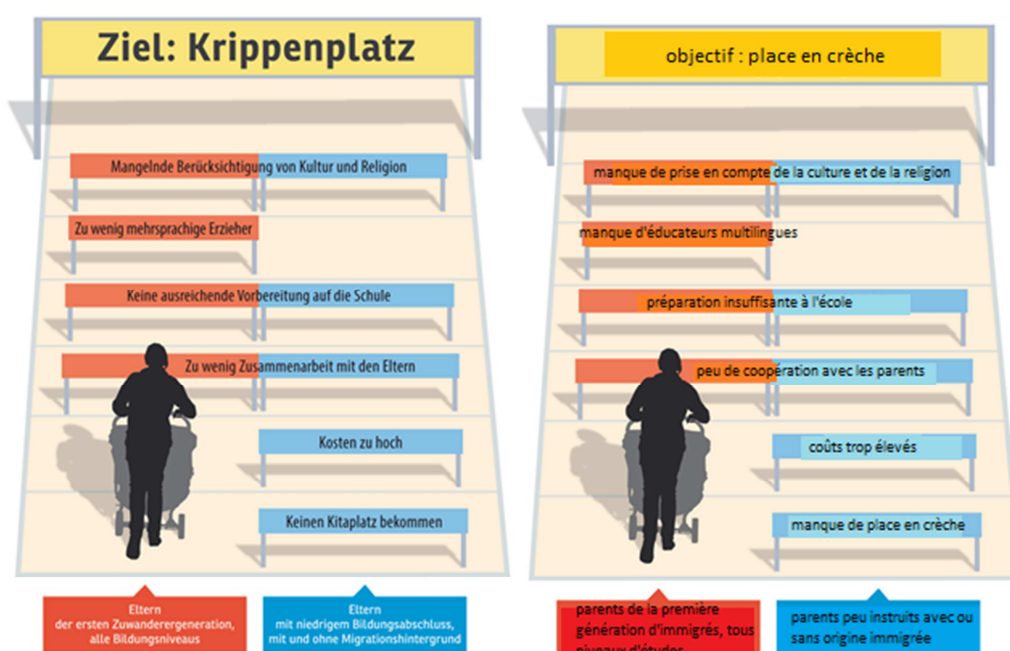 Ziel: Krippenplatz
Mangelnde Berücksichtigung von Kultur und Religion
Zu wenig mehrsprachige Erzieher
Keine ausreichende Vorbereitung auf die Schule
Zu wenig Zusammenarbeit mit den Eltern
Kosten zu hoch
Keinen Kitaplatz bekommen
Eltern
der ersten Zuwanderergeneration,
alle Bildungsniveaus
Eltern
mit niedrigem Bildungsabschluss,
mit und ohne Migrationshintergrund
objectif : place en crèche
manque de prise en compte de la culture et de la religion
manque d'éducateurs multilingues
préparation insuffisante à l'école
peu de coopération avec les parents
coûts trop élevés
manque de place en crèche
parents de la première
génération d'immigrés, tous
niveaux d'études
parents peu instruits avec ou
sans origine immigrée